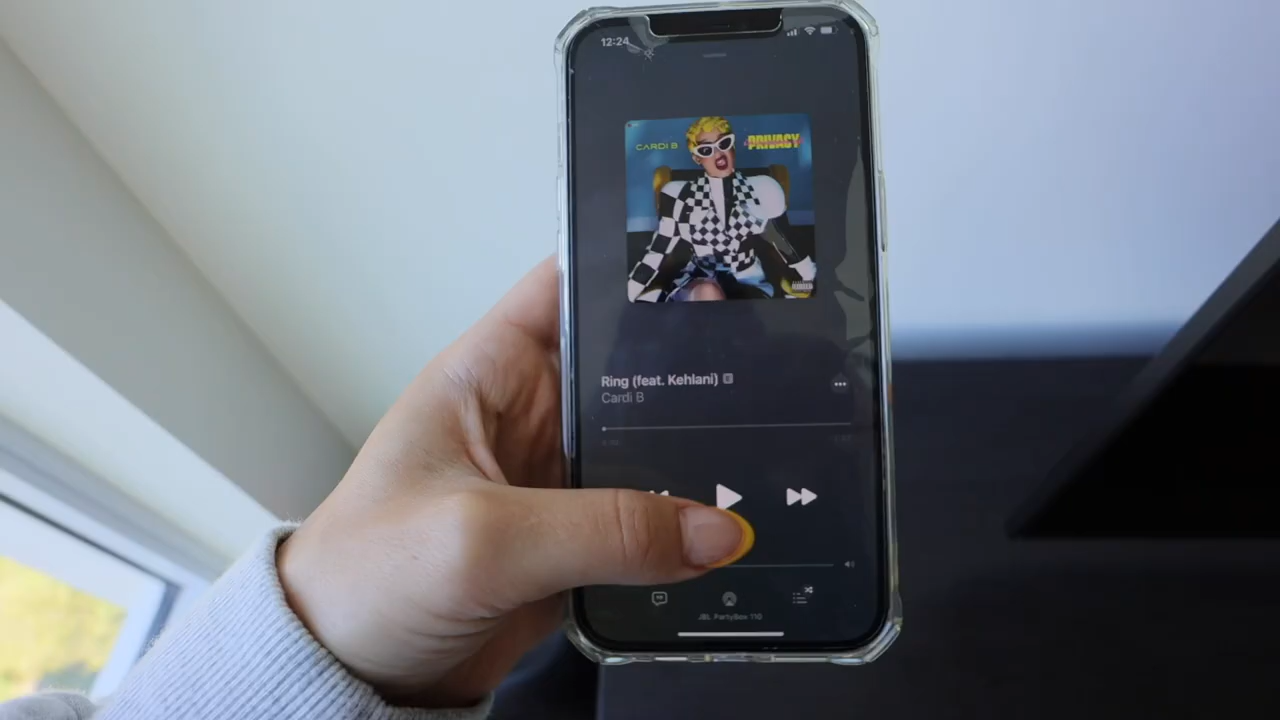 12:24
CARDI B
PRIVACY
Ring (feat. Kehlani) E
Cardi B
JBL PartyBox 110